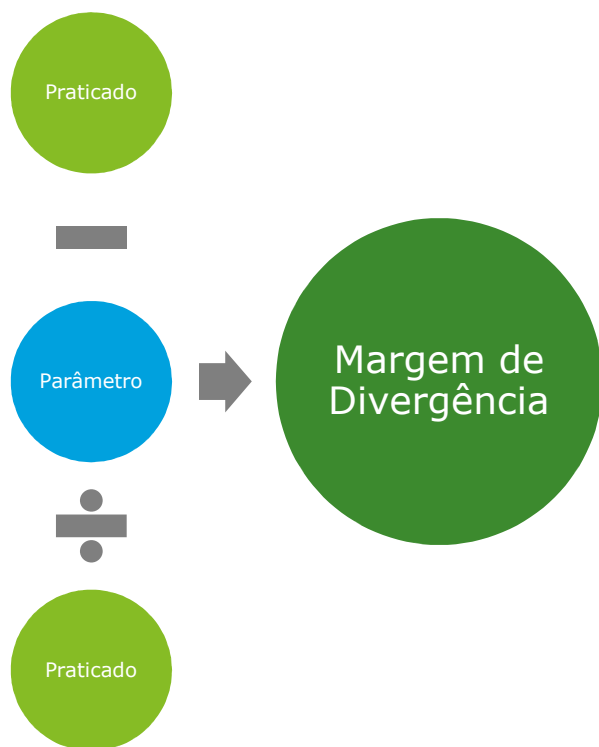 Praticado
Parâmetro
Margem de
Divergência
Praticado